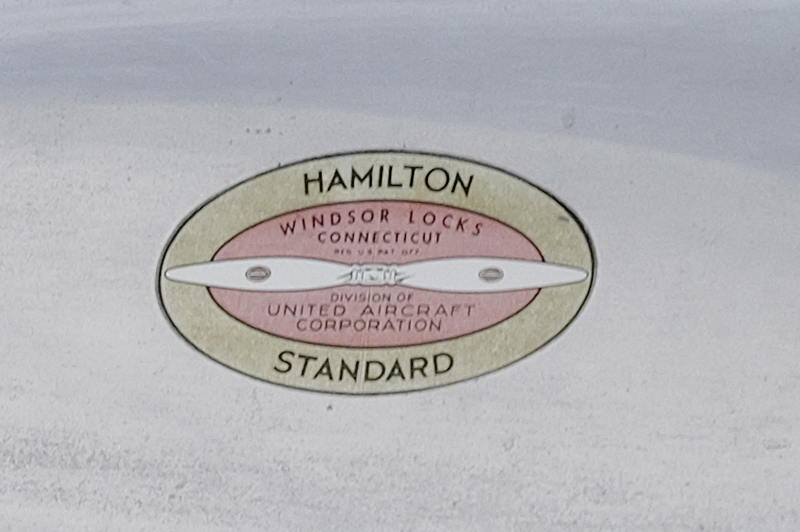 HAMILTON
WINDSOR LOCKS
CONNECTICUT
REG. U.S. PAT. OFF.
DIVISION OF
UNITED AIRCRAFT
CORPORATION
STANDARD